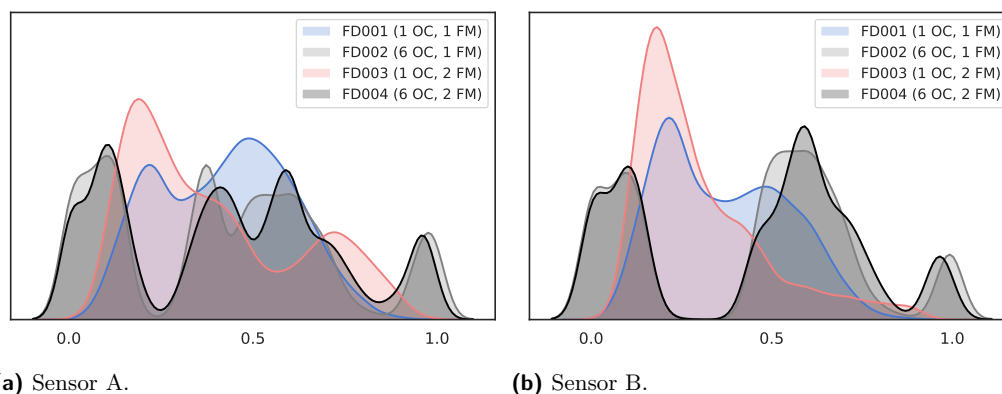 FD001 (1 OC, 1 FM)
FD002 (6 OC, 1 FM)
FD003 (1 OC, 2 FM)
FD004 (6 OC, 2 FM)
0.0 0.5 1.0
a) Sensor A.
FD001 (1 OC, 1 FM)
FD002 (6 OC, 1 FM)
FD003 (1 OC, 2 FM)
FD004 (6 OC, 2 FM)
0.0 0.5 1.0
(b) Sensor B.